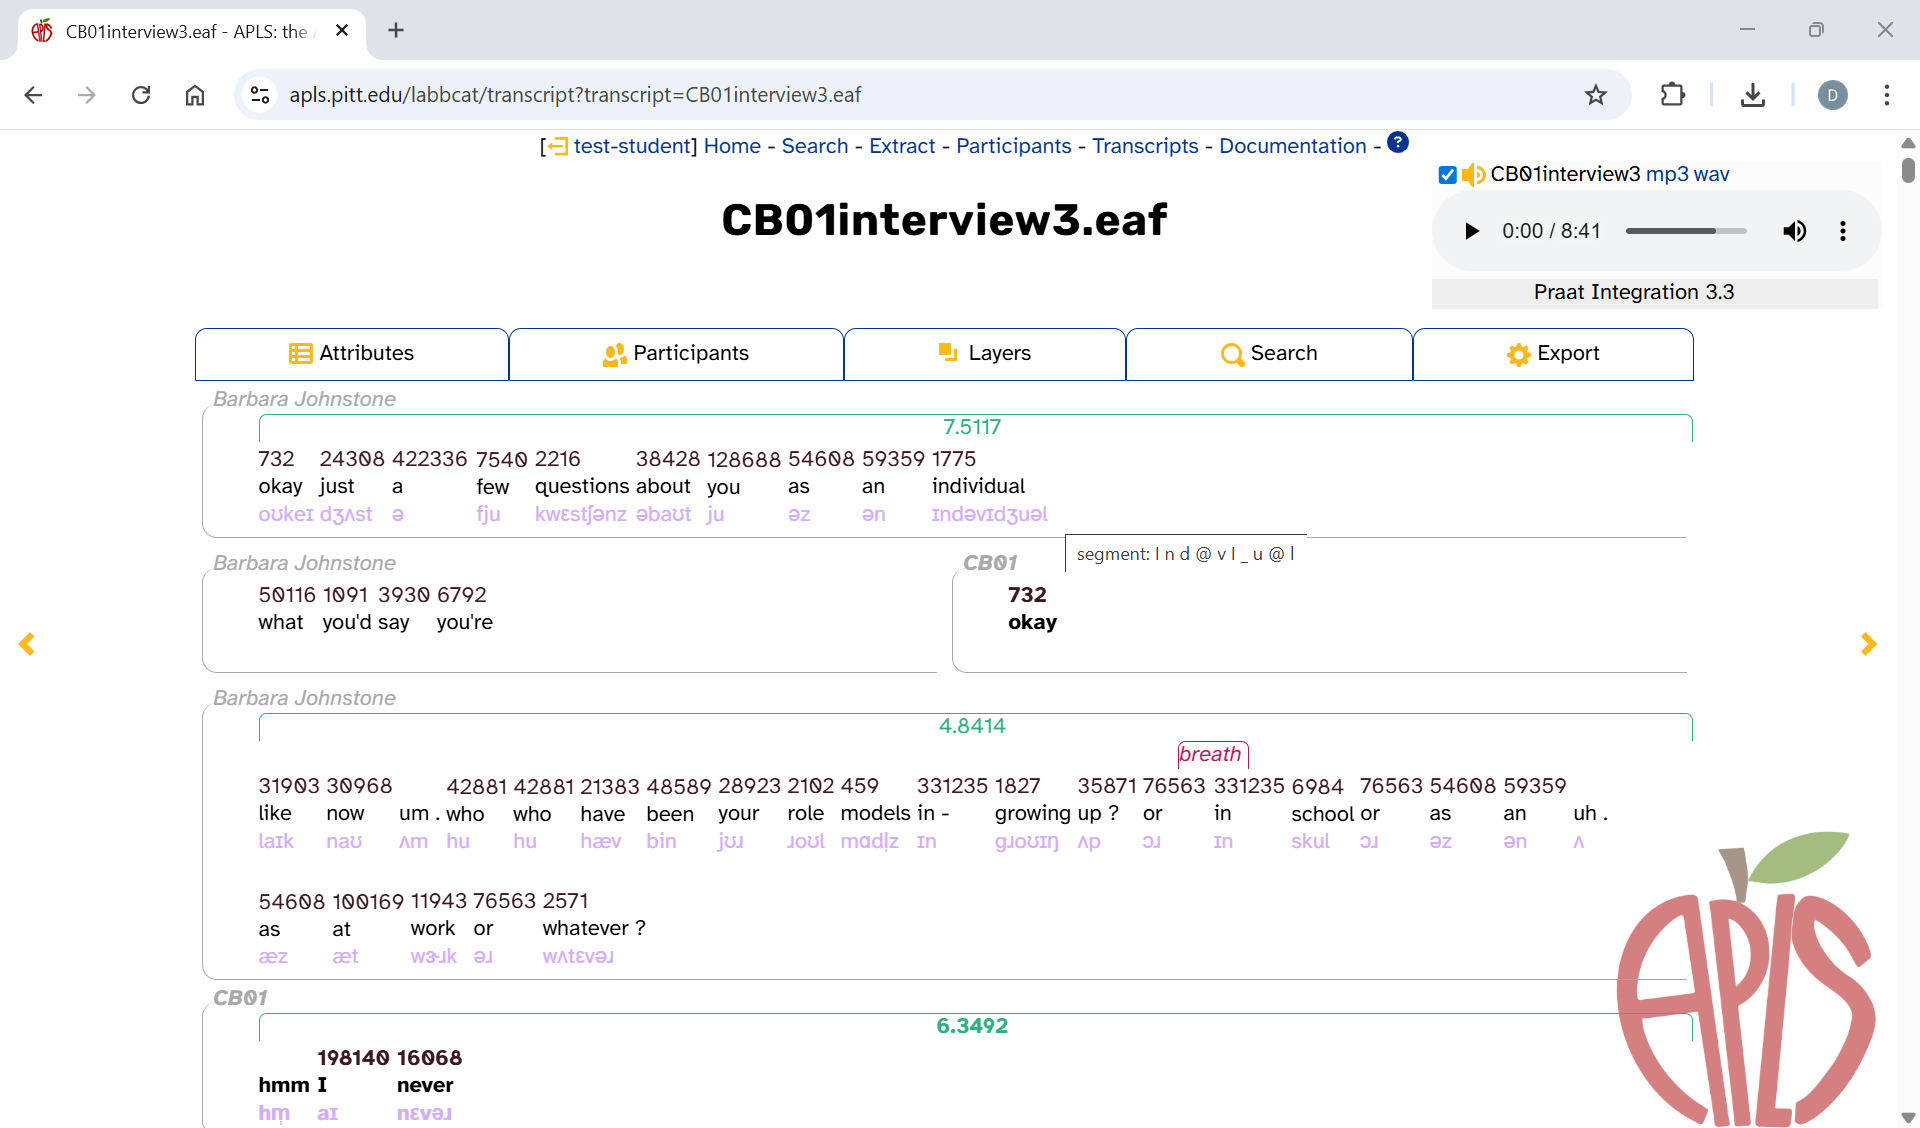 CB01interview3.eaf - APLS: the A
apls.pitt.edu/labbcat/transcript?transcript=CB01interview3.eaf
D
[test-student] Home - Search - Extract - Participants - Transcripts - Documentation - ?
CB01interview3 mp3 wav
CB01interview3.eaf
0:00 / 8:41
Praat Integration 3.3
Attributes Participants Layers Search Export
Barbara Johnstone
7.5117
732 24308 422336 7540 2216 38428 128688 54608 59359 1775
okay just a few questions about you as an individual
oʊkeɪ dʒʌst ə fju kwɛstʃənz əbaʊt ju əz ən ɪndəvɪdʒuəl
segment: I n d @ v I _ u @ l
Barbara Johnstone
50116 1091 3930 6792
what you'd say you're
CB01
732
okay
Barbara Johnstone
4.8414
breath
31903 30968 42881 42881 21383 48589 28923 2102 459 331235 1827 35871 76563 331235 6984 76563 54608 59359
like now um . who who have been your role models in - growing up ? or in school or as an uh .
laɪk naʊ ʌm hu hu hæv bin jʊɹ ɹoʊl mɑdl̩z ɪn gɹoʊɪŋ ʌp ɔɹ ɪn skul ɔɹ əz ən ʌ
54608 100169 11943 76563 2571
as at work or whatever ?
æz æt wɝɹk əɹ wʌtɛvəɹ
CB01
6.3492
198140 16068
hmm I never
hm̩ aɪ nɛvəɹ
APLS